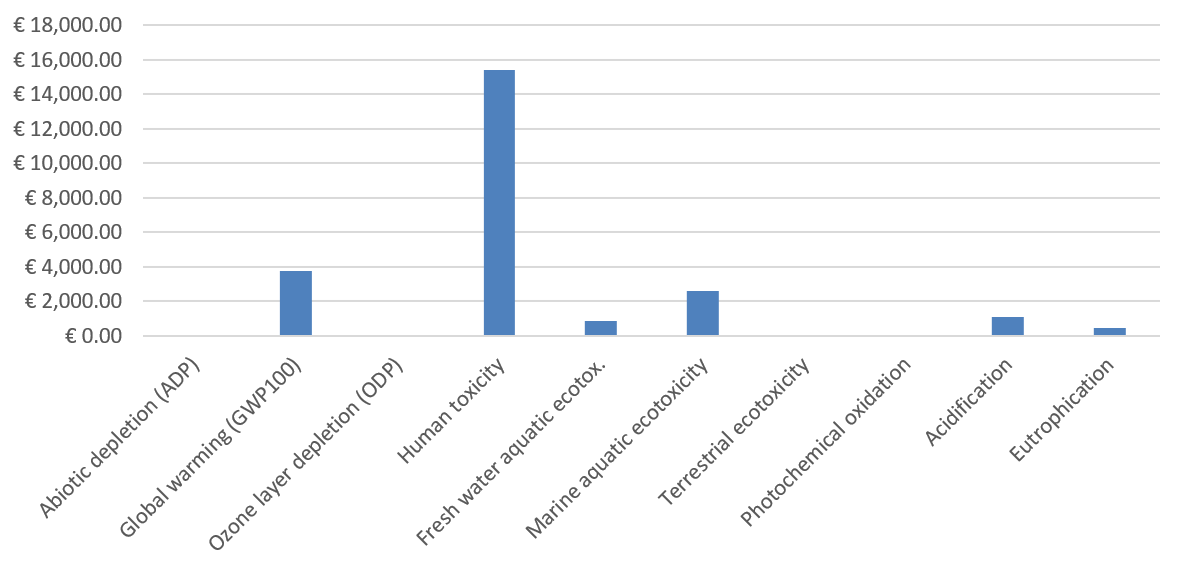 € 18,000.00
€ 16,000.00
€ 14,000.00
€ 12,000.00
€ 10,000.00
€ 8,000.00
€ 6,000.00
€ 4,000.00
€ 2,000.00
€ 0.00
Abiotic depletion (ADP)
Global warming (GWP100)
Ozone layer depletion (ODP)
Human toxicity
Fresh water aquatic ecotox.
Marine aquatic ecotoxicity
Terrestrial ecotoxicity
Photochemical oxidation
Acidification
Eutrophication